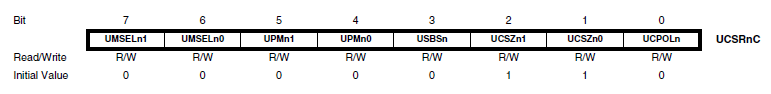 Bit 7 6 5 4 3 2 1 0
UMSELn1 UMSELn0 UPMn1 UPMn0 USBSn UCSZn1 UCSZn0 UCPOLn UCSRnC
Read/Write R/W R/W R/W R/W R/W R/W R/W R/W
Initial Value 0 0 0 0 0 1 1 0